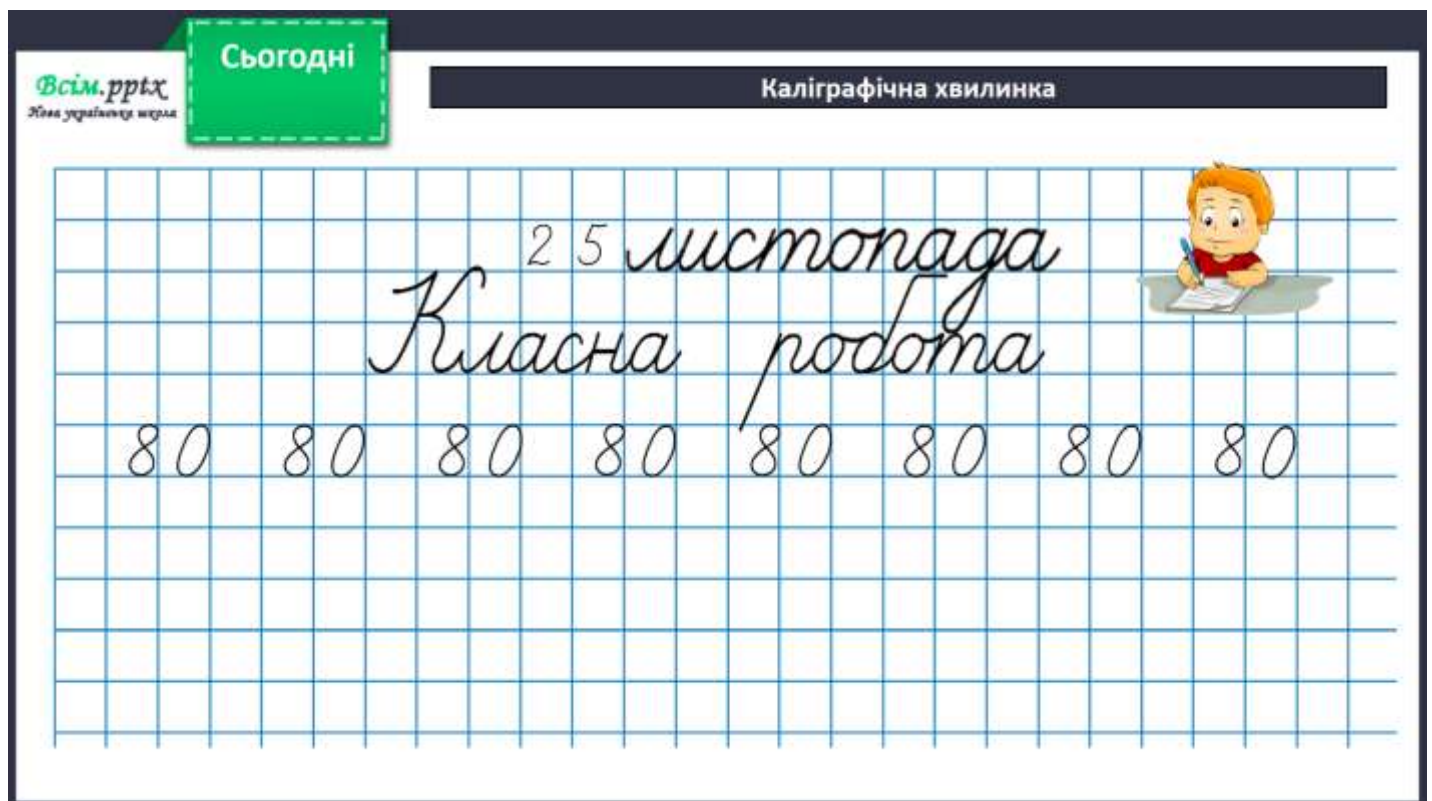 Сьогодні
Всім.pptx
Нова українська школа
Каліграфічна хвилинка
25 листопада
Класна робота
80 80 80 80 80 80 80 80